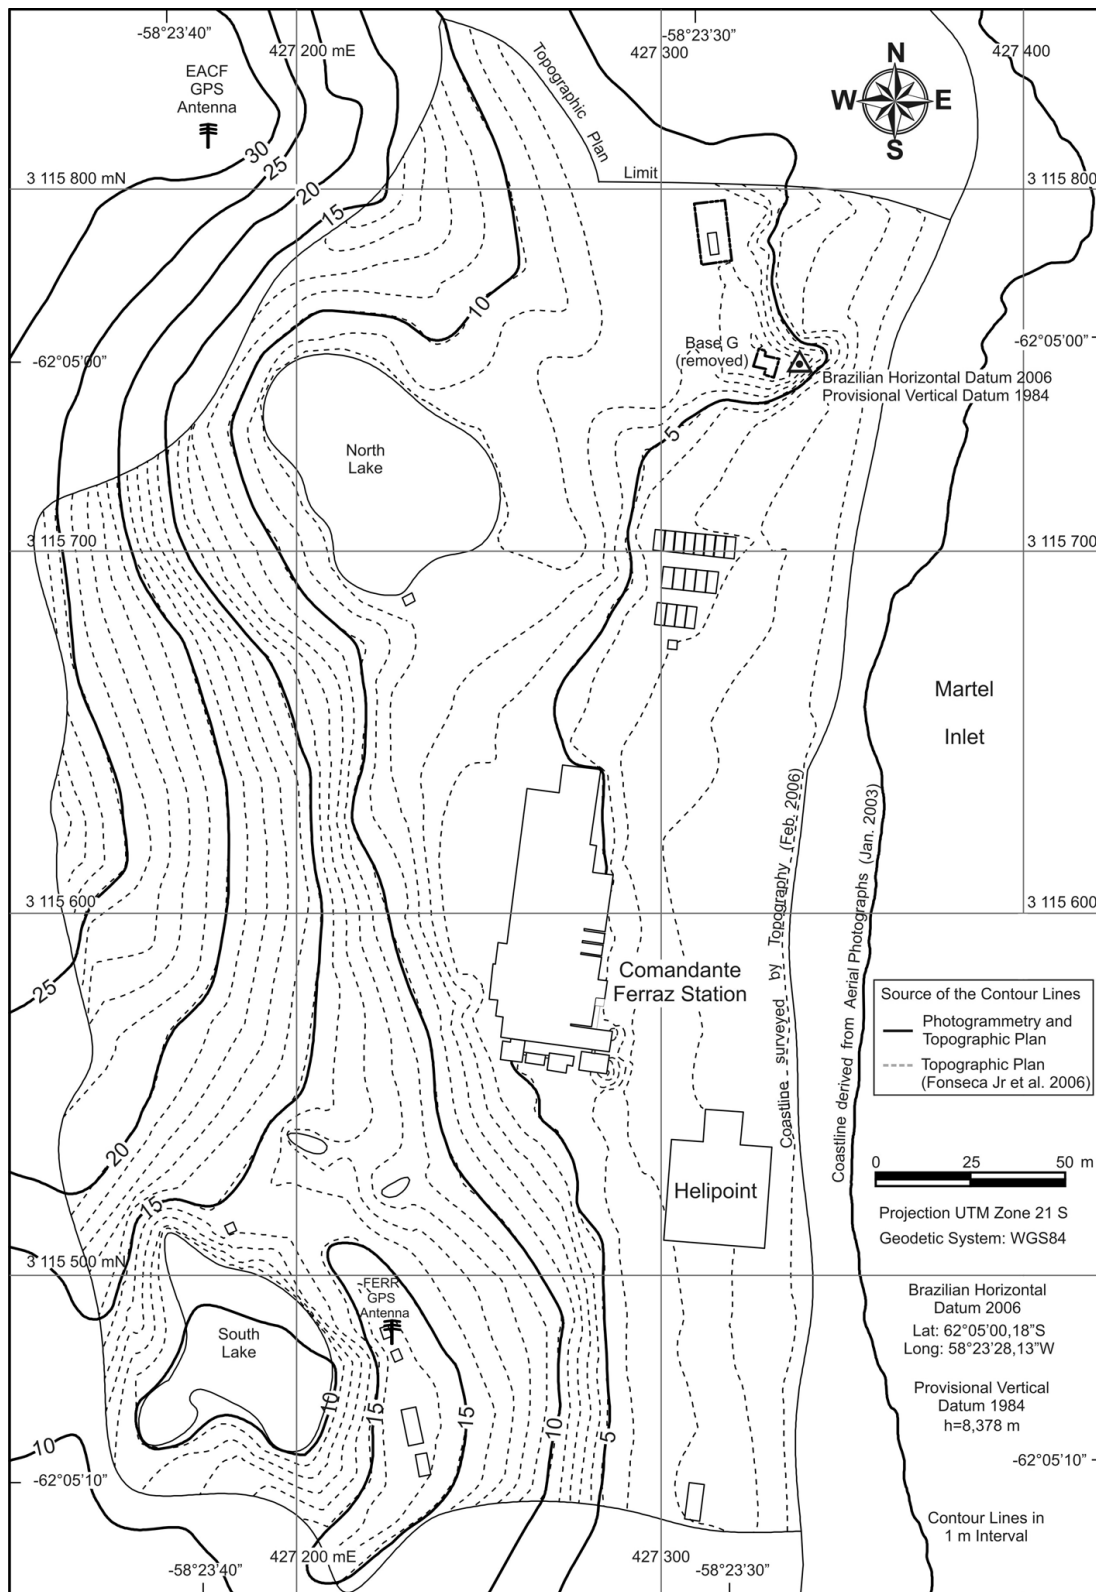 -58°23'40"
427 200 mE
-58°23'30"
427 300
427 400
EACF
GPS
Antenna
Topographic Plan
Limit
N
W E
S
30
25
20
15
3 115 800 mN
3 115 800
10
-62°05'00"
-62°05'00"
Base G
(removed)
Brazilian Horizontal Datum 2006
Provisional Vertical Datum 1984
5
North
Lake
3 115 700
3 115 700
Martel
Inlet
Coastline surveyed by Topography (Feb. 2006)
Coastline derived from Aerial Photographs (Jan. 2003)
3 115 600
3 115 600
25
Comandante
Ferraz Station
Source of the Contour Lines
Photogrammetry and
Topographic Plan
Topographic Plan
(Fonseca Jr et al. 2006)
20
15
0 25 50 m
Helipoint
Projection UTM Zone 21 S
Geodetic System: WGS84
3 115 500 mN
FERR
GPS
Antenna
South
Lake
Brazilian Horizontal
Datum 2006
Lat: 62°05'00,18"S
Long: 58°23'28,13"W
10
15
15
10
5
Provisional Vertical
Datum 1984
h=8,378 m
10
-62°05'10"
-62°05'10"
Contour Lines in
1 m Interval
-58°23'40"
427 200 mE
427 300
-58°23'30"